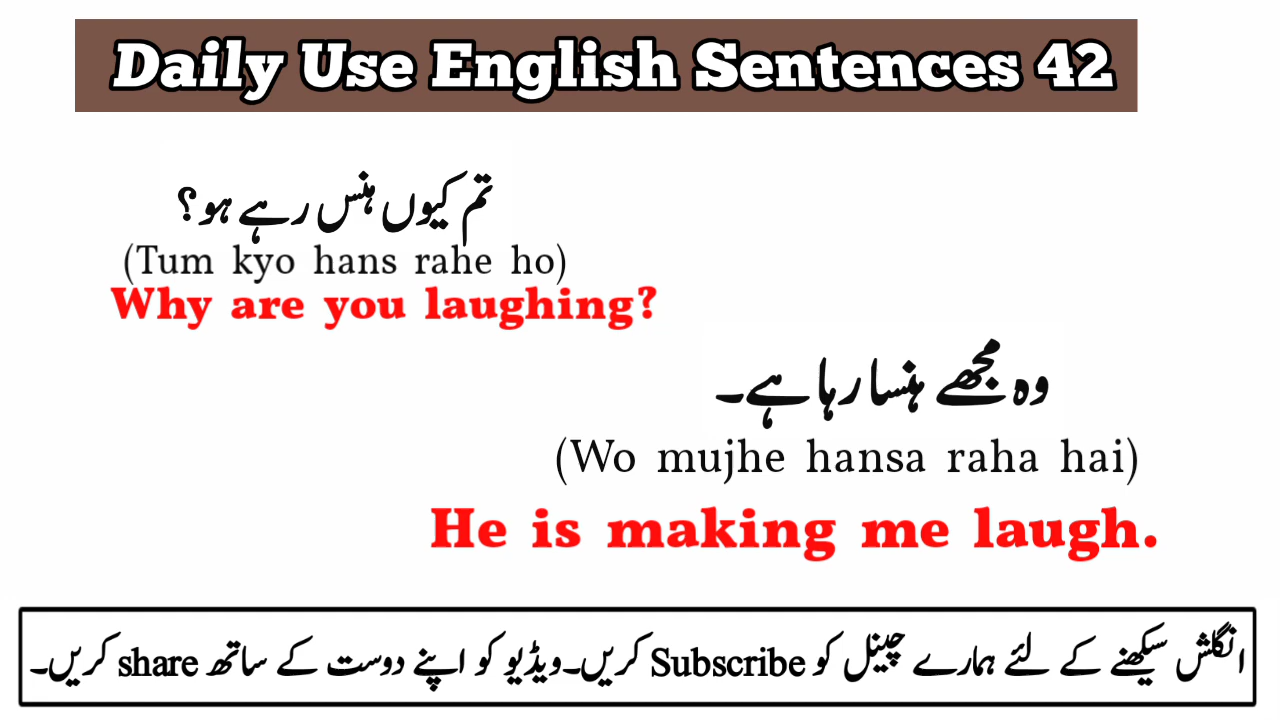 Daily Use English Sentences 42
تم کیوں ہنس رہے ہو؟
(Tum kyo hans rahe ho)
Why are you laughing?
وہ مجھے ہنسا رہا ہے۔
(Wo mujhe hansa raha hai)
He is making me laugh.
انگلش سیکھنے کے لئے ہمارے چینل کو Subscribe کریں۔ویڈیو کو اپنے دوست کے ساتھ share کریں۔